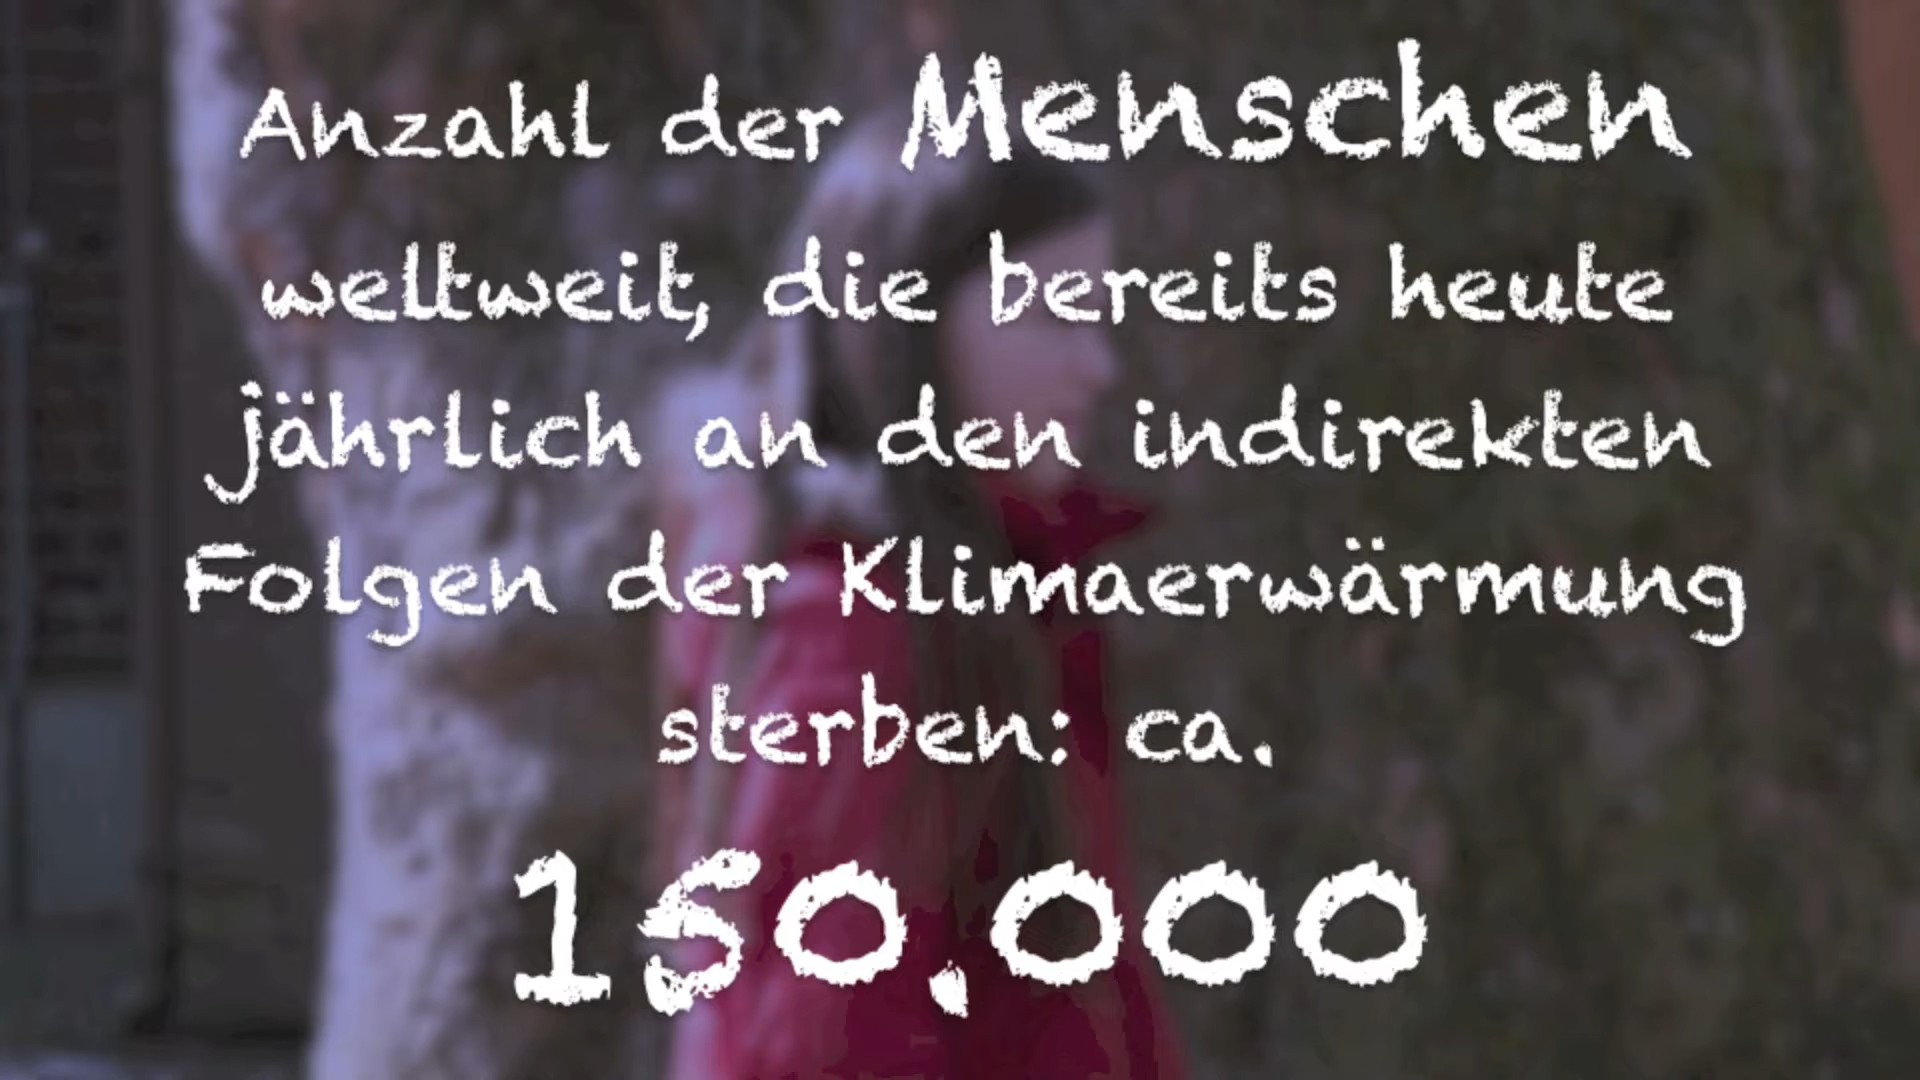 Anzahl der Menschen
weltweit, die bereits heute
jährlich an den indirekten
Folgen der Klimaerwärmung
sterben: ca.
150.000